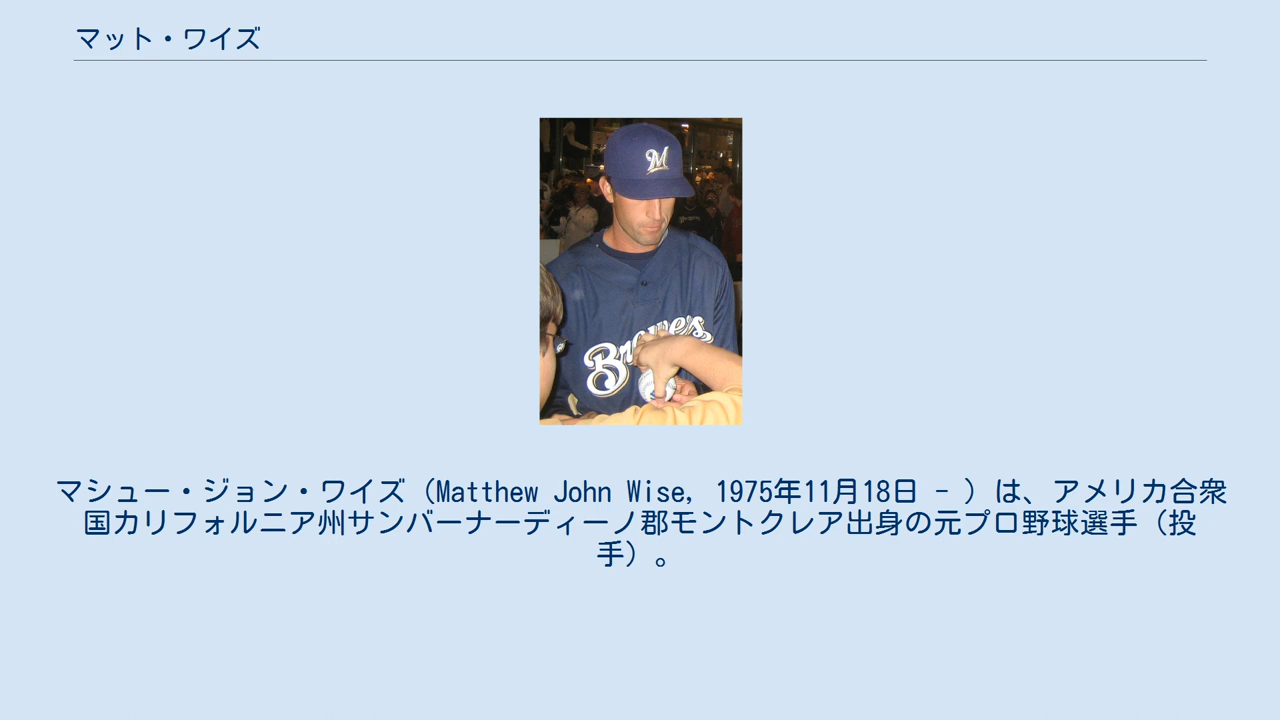 マット・ワイズ
M
Brewers
マシュー・ジョン・ワイズ（Matthew John Wise, 1975年11月18日 - ）は、アメリカ合衆
国カリフォルニア州サンバーナーディーノ郡モントクレア出身の元プロ野球選手（投
手）。